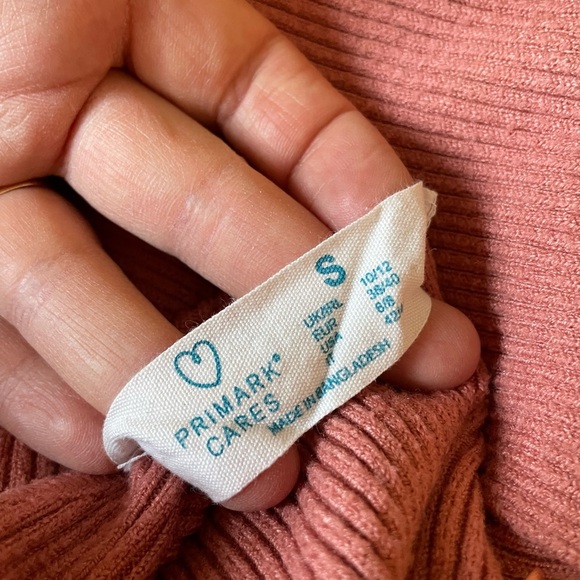 PRIMARK®
CARES
S
UK/IRL 10/12
EUR 38/40
USA 6/8
MADE IN BANGLADESH